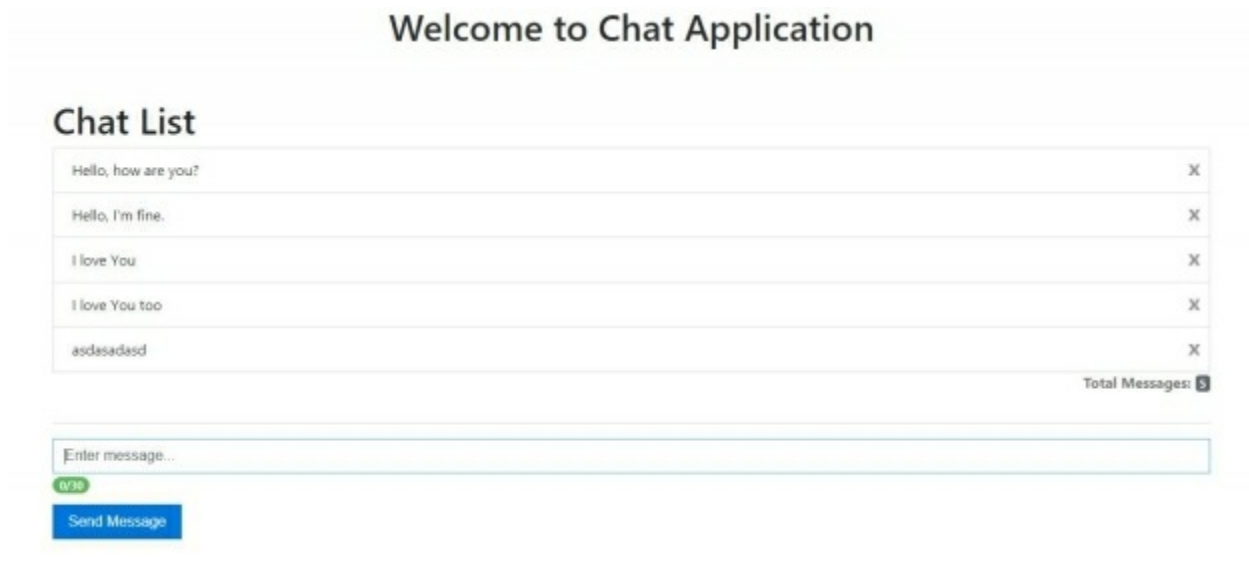 Welcome to Chat Application
Chat List
Hello, how are you? X
Hello, I'm fine. X
I love You X
I love You too X
asdasadasd X
Total Messages: 5
Enter message...
0/30
Send Message